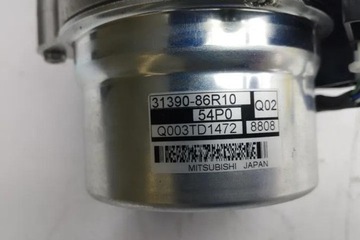 31390-86R10 Q02
54P0
Q003TD1472 8808
MITSUBISHI JAPAN